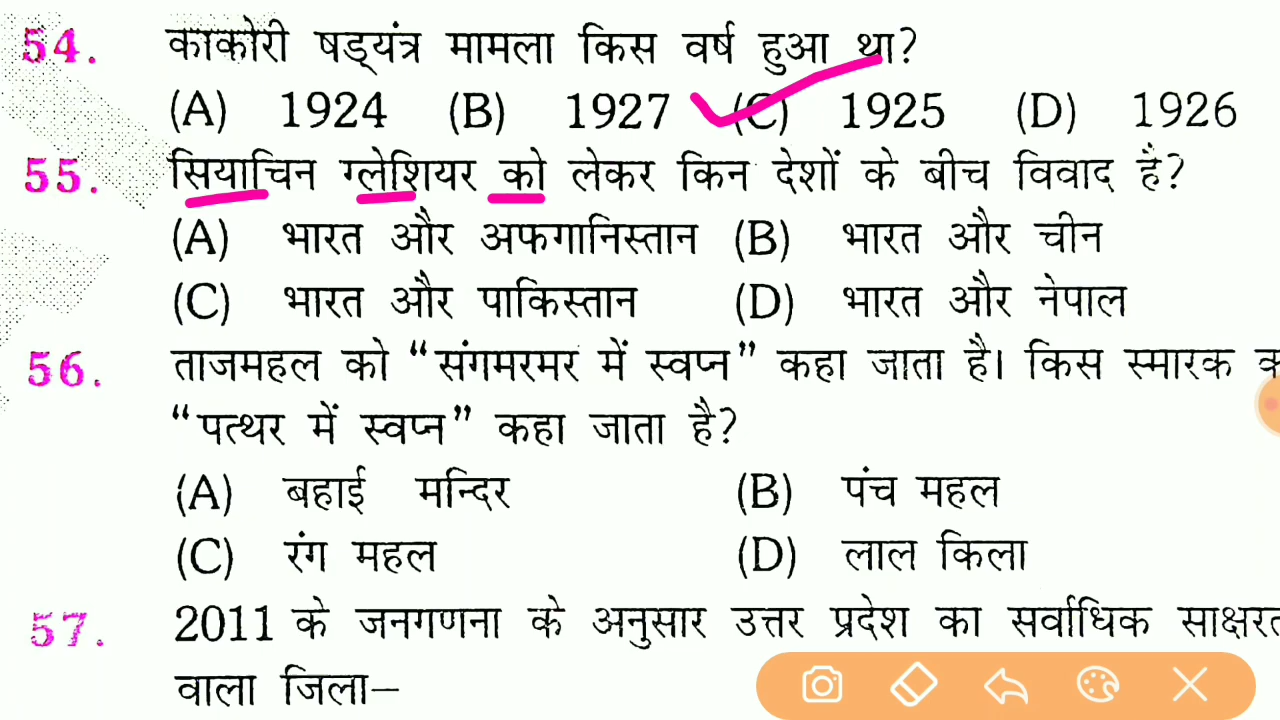 54. काकोरी षड्यंत्र मामला किस वर्ष हुआ था?
(A) 1924 (B) 1927 (C) 1925 (D) 1926
55. सियाचिन ग्लेशियर को लेकर किन देशों के बीच विवाद है?
(A) भारत और अफगानिस्तान (B) भारत और चीन
(C) भारत और पाकिस्तान (D) भारत और नेपाल
56. ताजमहल को “संगमरमर में स्वप्न” कहा जाता है। किस स्मारक
“पत्थर में स्वप्न” कहा जाता है?
(A) बहाई मन्दिर (B) पंच महल
(C) रंग महल (D) लाल किला
57. 2011 के जनगणना के अनुसार उत्तर प्रदेश का सर्वाधिक
वाला जिला–